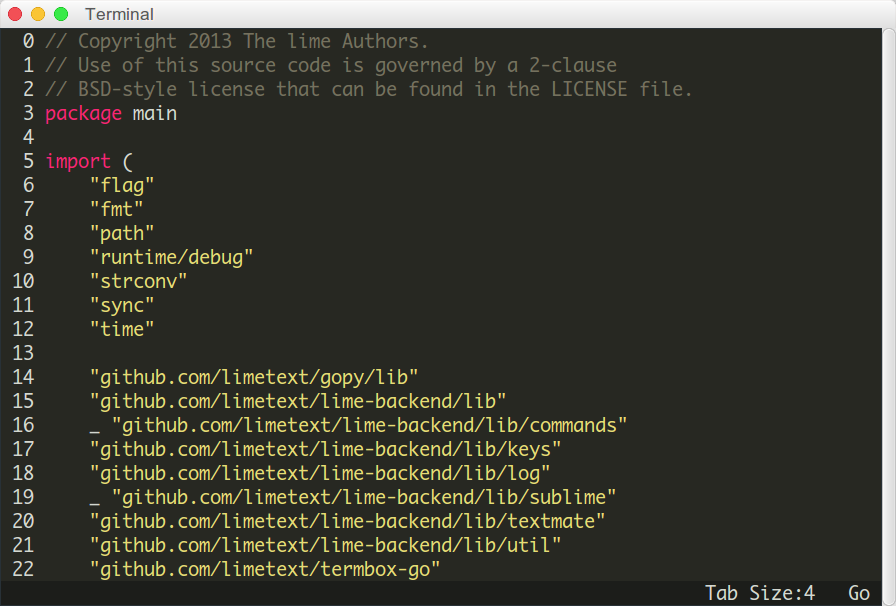 Terminal
0 // Copyright 2013 The lime Authors.
1 // Use of this source code is governed by a 2-clause
2 // BSD-style license that can be found in the LICENSE file.
3 package main
4
5 import (
6     "flag"
7     "fmt"
8     "path"
9     "runtime/debug"
10     "strconv"
11     "sync"
12     "time"
13
14     "github.com/limetext/gopy/lib"
15     "github.com/limetext/lime-backend/lib"
16     _ "github.com/limetext/lime-backend/lib/commands"
17     "github.com/limetext/lime-backend/lib/keys"
18     "github.com/limetext/lime-backend/lib/log"
19     _ "github.com/limetext/lime-backend/lib/sublime"
20     "github.com/limetext/lime-backend/lib/textmate"
21     "github.com/limetext/lime-backend/lib/util"
22     "github.com/limetext/termbox-go"
Tab Size:4   Go